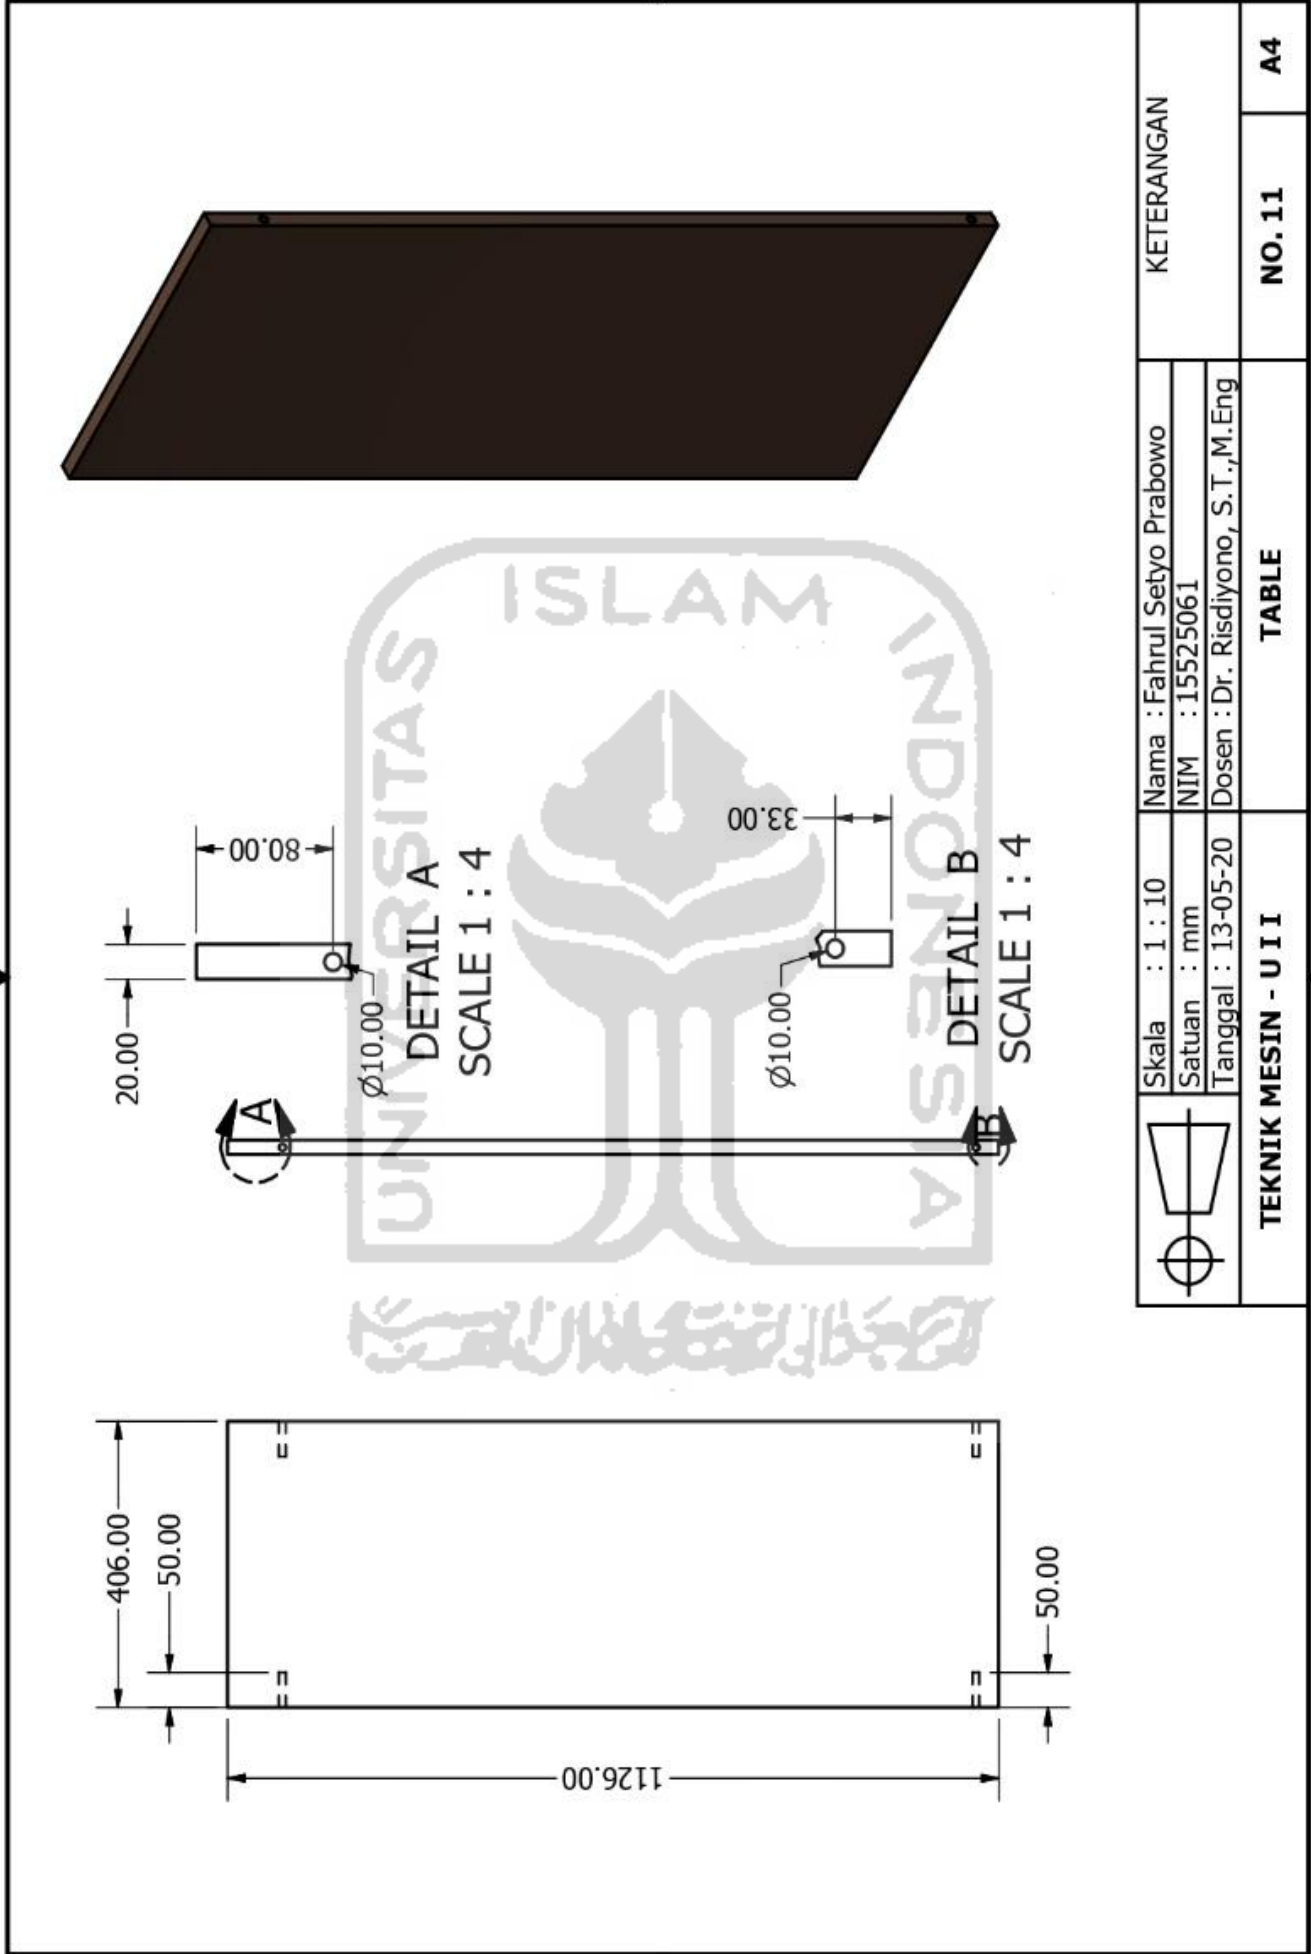 406.00
50.00
1126.00
50.00
A
B
20.00
80.00
Ø10.00
DETAIL A
SCALE 1 : 4
33.00
Ø10.00
DETAIL B
SCALE 1 : 4
UNIVERSITAS
ISLAM
INDONESIA
Skala : 1 : 10
Satuan : mm
Tanggal : 13-05-20
Nama : Fahrul Setyo Prabowo
NIM : 15525061
Dosen : Dr. Risdiyono, S.T.,M.Eng
KETERANGAN
TEKNIK MESIN - U I I
TABLE
NO. 11
A4